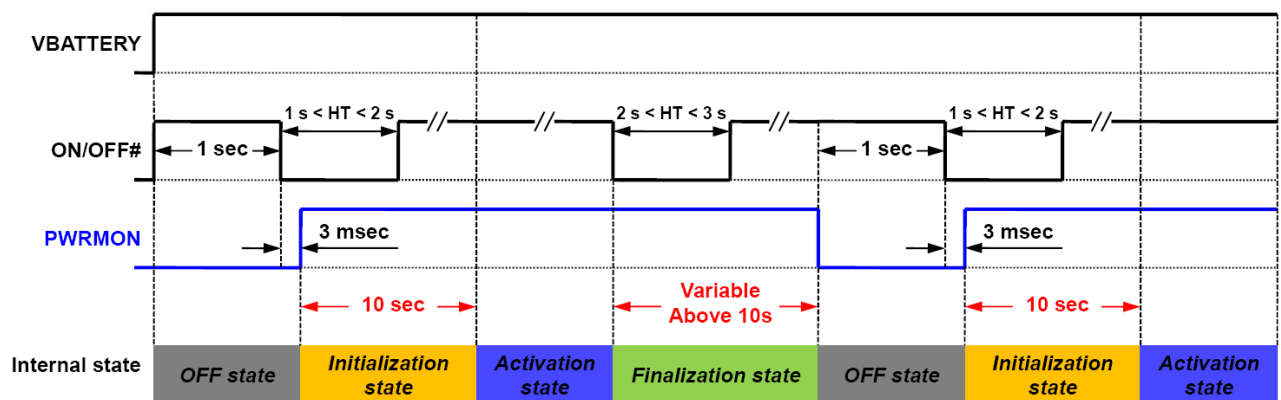 VBATTERY
1 s < HT < 2 s
2 s < HT < 3 s
1 s < HT < 2 s
ON/OFF#
1 sec
1 sec
PWRMON
3 msec
3 msec
10 sec
Variable
Above 10s
10 sec
Internal state
OFF state
Initialization
state
Activation
state
Finalization state
OFF state
Initialization
state
Activation
state